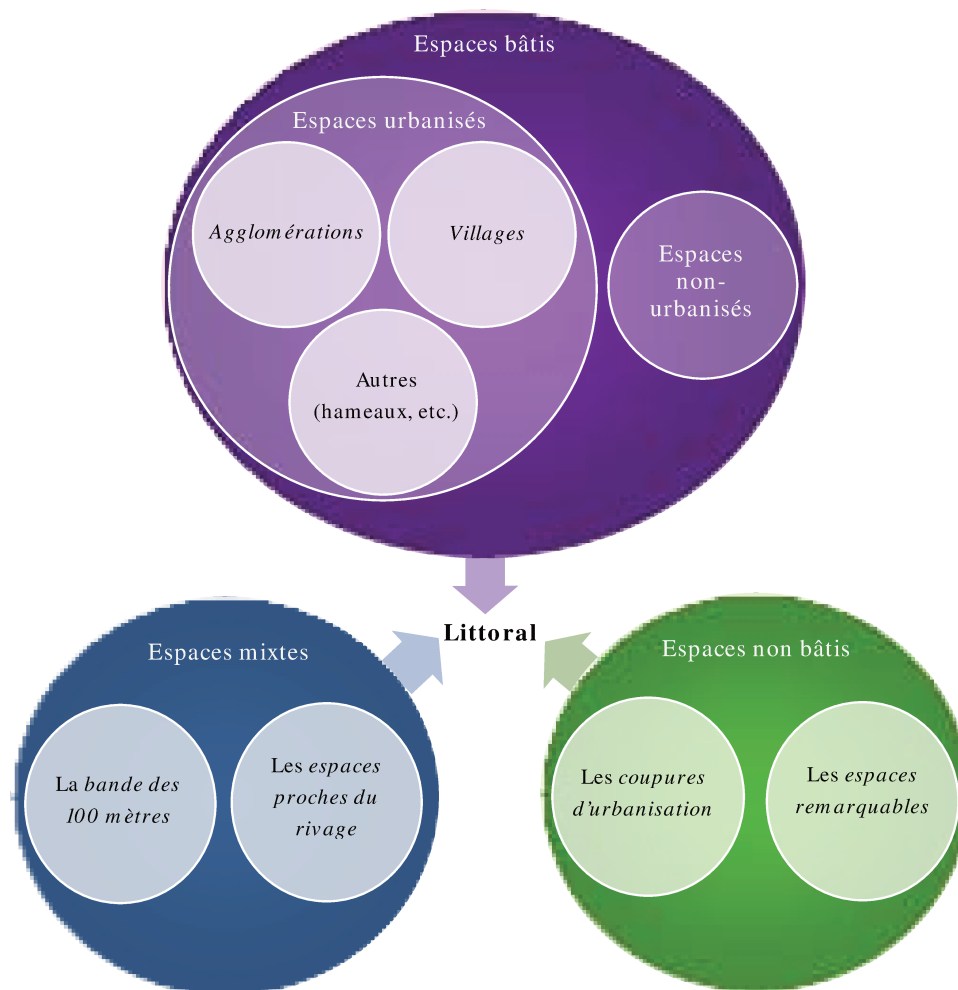 Espaces bâtis
Espaces urbanisés
Agglomérations
Villages
Espaces
non-
urbanisés
Autres
(hameaux, etc.)
Littoral
Espaces mixtes
La bande des
100 mètres
Les espaces
proches du
rivage
Espaces non bâtis
Les coupures
d'urbanisation
Les espaces
remarquables